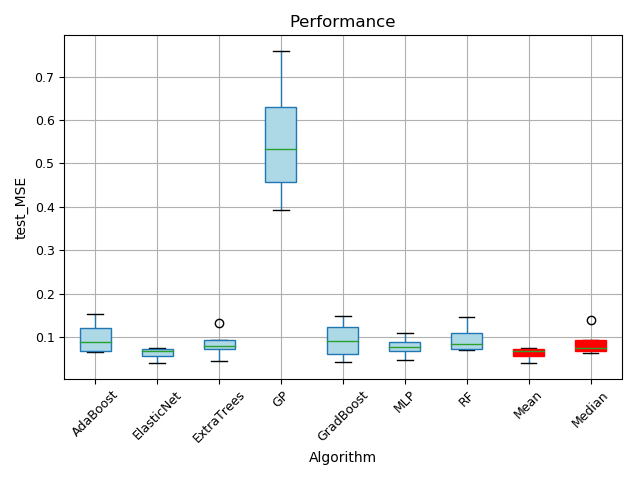 Performance
test_MSE
0.7
0.6
0.5
0.4
0.3
0.2
0.1
AdaBoost
ElasticNet
ExtraTrees
GP
GradBoost
MLP
RF
Mean
Median
Algorithm